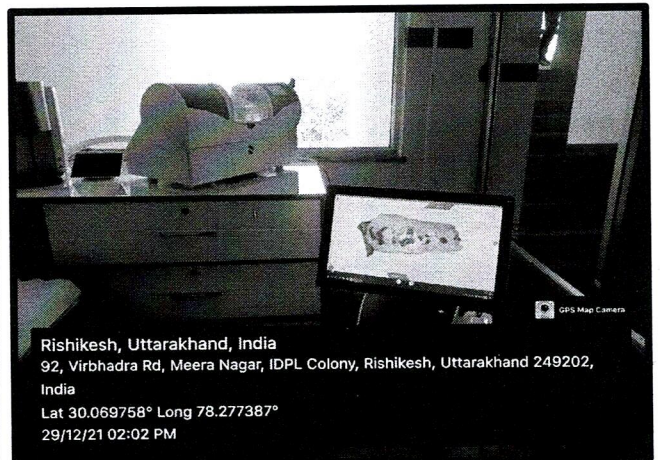 GPS Map Camera
Rishikesh, Uttarakhand, India
92, Virbhadra Rd, Meera Nagar, IDPL Colony, Rishikesh, Uttarakhand 249202,
India
Lat 30.069758° Long 78.277387°
29/12/21 02:02 PM